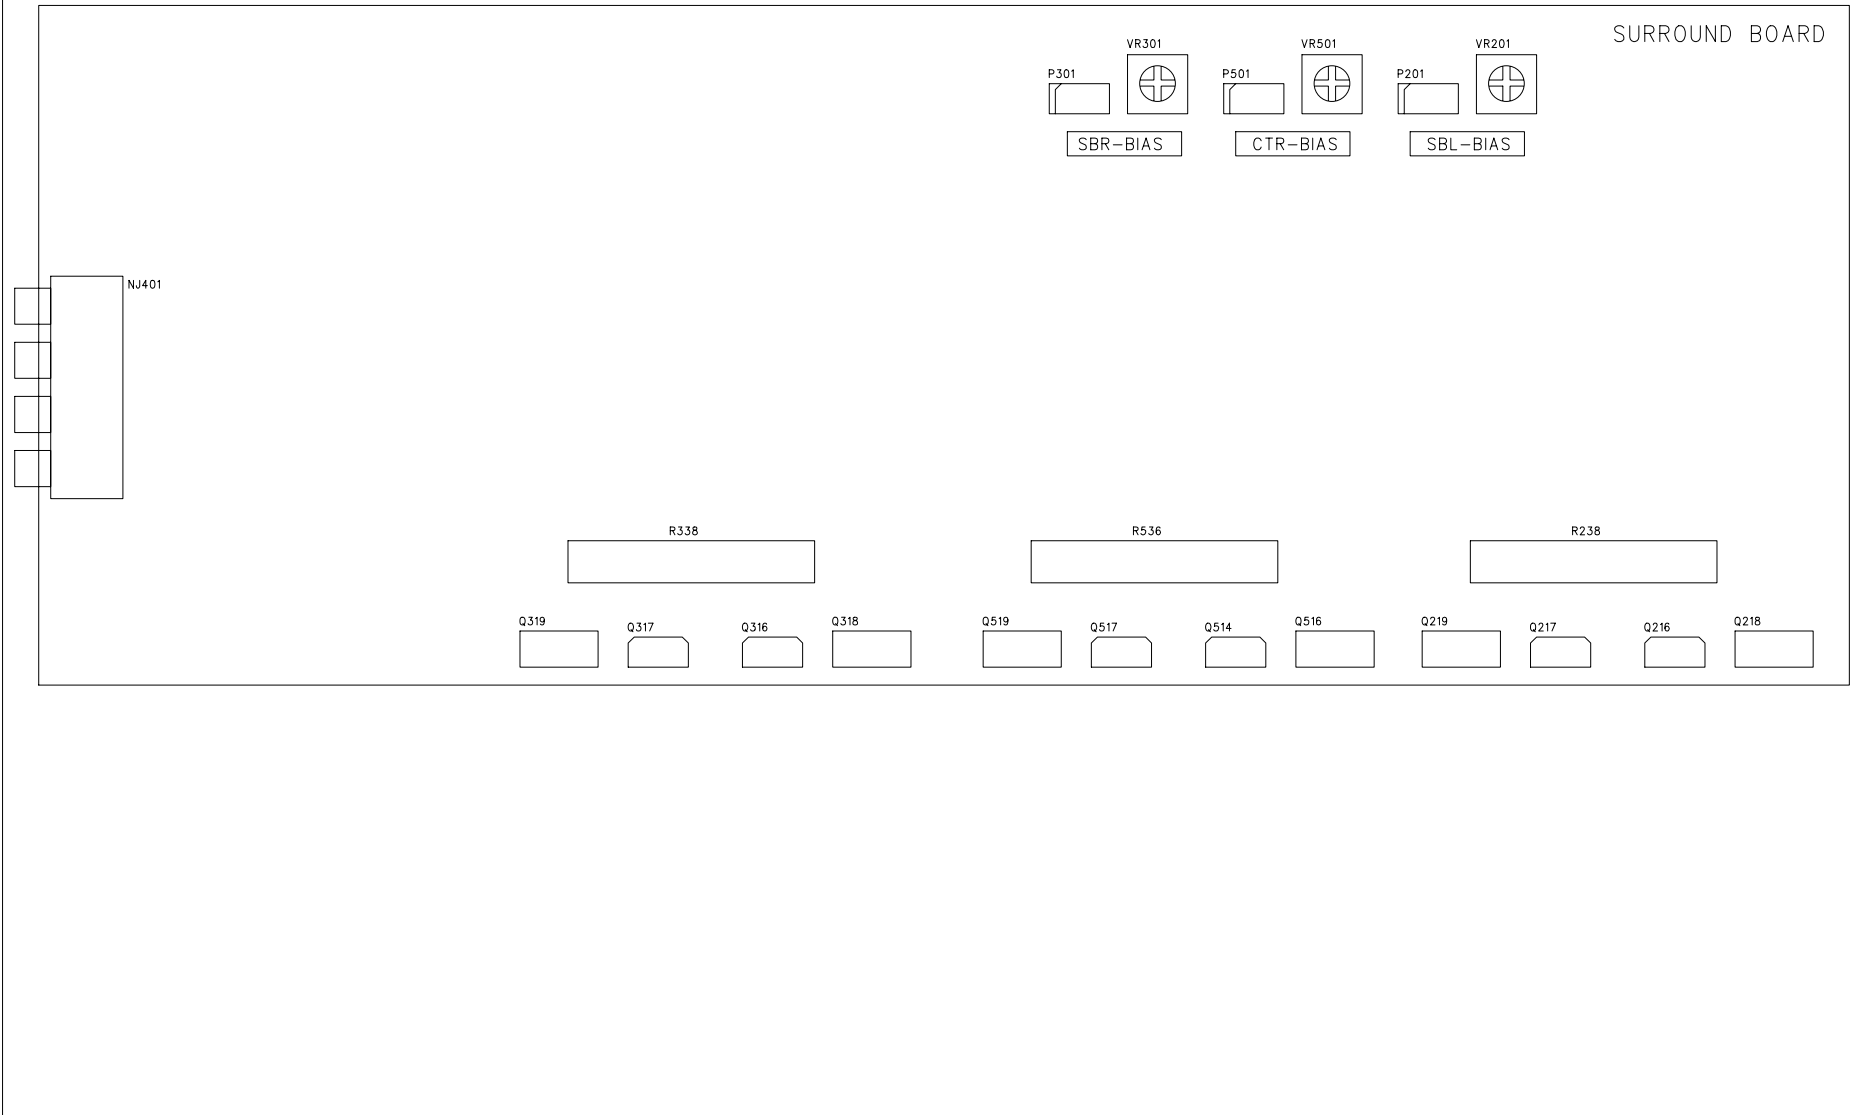 SURROUND BOARD
VR301 VR501 VR201
P301 P501 P201
SBR-BIAS CTR-BIAS SBL-BIAS
NJ401
R338 R536 R238
Q319 Q317 Q316 Q318 Q519 Q517 Q514 Q516 Q219 Q217 Q216 Q218